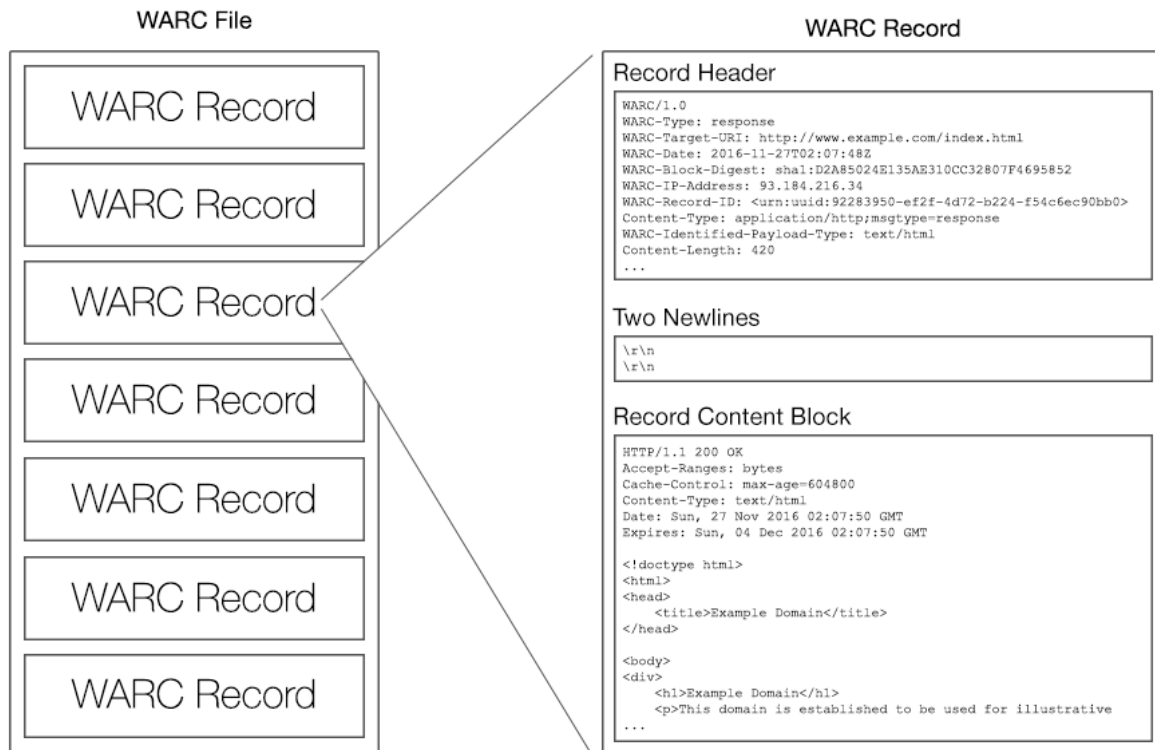 WARC File
WARC Record
WARC Record
WARC Record
WARC Record
WARC Record
WARC Record
WARC Record
WARC Record
Record Header
WARC/1.0
WARC-Type: response
WARC-Target-URI: http://www.example.com/index.html
WARC-Date: 2016-11-27T02:07:48Z
WARC-Block-Digest: sha1:D2A85024E135AE310CC32807F4695852
WARC-IP-Address: 93.184.216.34
WARC-Record-ID: <urn:uuid:92283950-ef2f-4d72-b224-f54c6ec90bb0>
Content-Type: application/http;msgtype=response
WARC-Identified-Payload-Type: text/html
Content-Length: 420
...
Two Newlines
\r\n
\r\n
Record Content Block
HTTP/1.1 200 OK
Accept-Ranges: bytes
Cache-Control: max-age=604800
Content-Type: text/html
Date: Sun, 27 Nov 2016 02:07:50 GMT
Expires: Sun, 04 Dec 2016 02:07:50 GMT
<!doctype html>
<html>
<head>
<title>Example Domain</title>
</head>
<body>
<div>
<h1>Example Domain</h1>
<p>This domain is established to be used for illustrative
...